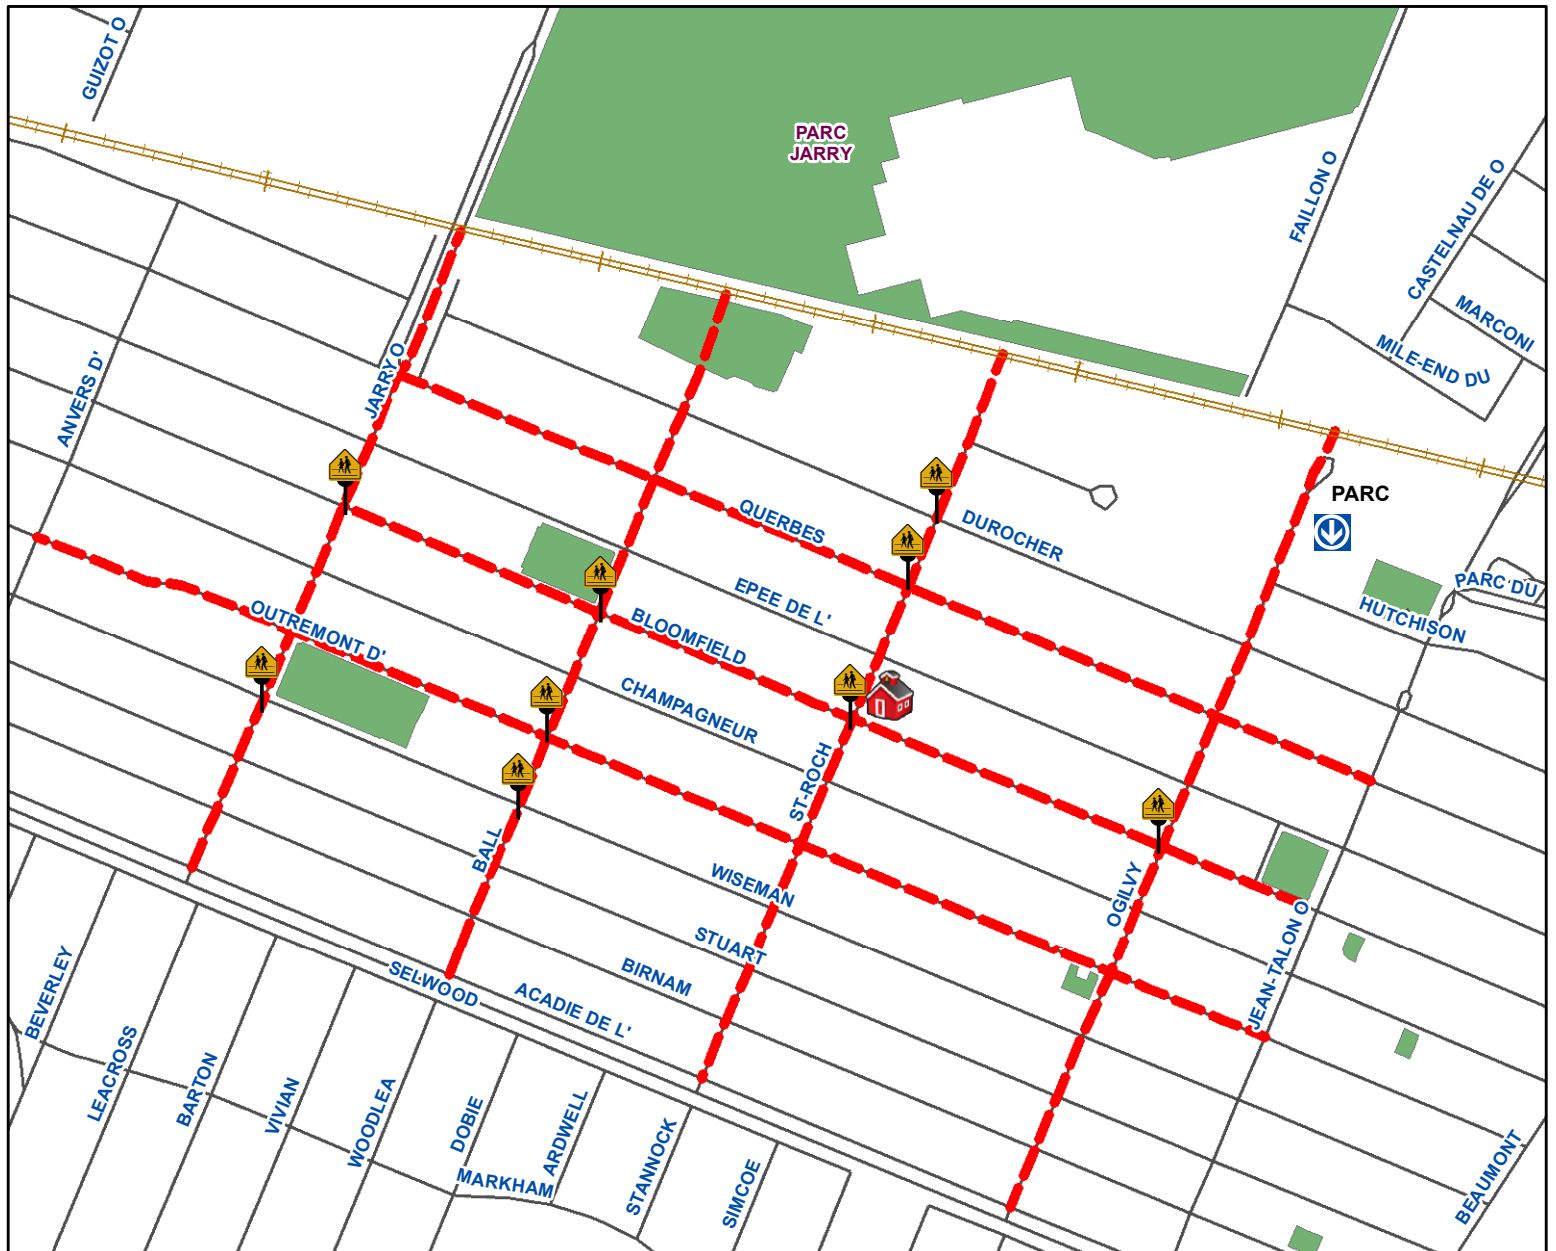 GUIZOT O
PARC
JARRY
FAILLON O
CASTELNAU DE O
MARCONI
MILE-END DU
ANVERS D'
JARRY O
PARC
QUERBES
DUROCHER
EPEE DE L'
PARC DU
HUTCHISON
OUTREMONT D'
BLOOMFIELD
CHAMPAGNEUR
ST-ROCH
BALL
WISEMAN
OGILVY
STUART
BIRNAM
JEAN-TALON O
SELWOOD
ACADIE DE L'
BEVERLEY
LEACROSS
BARTON
VIVIAN
WOODLEA
DOBIE
ARDWELL
MARKHAM
STANNOCK
SIMCOE
BEAUMONT